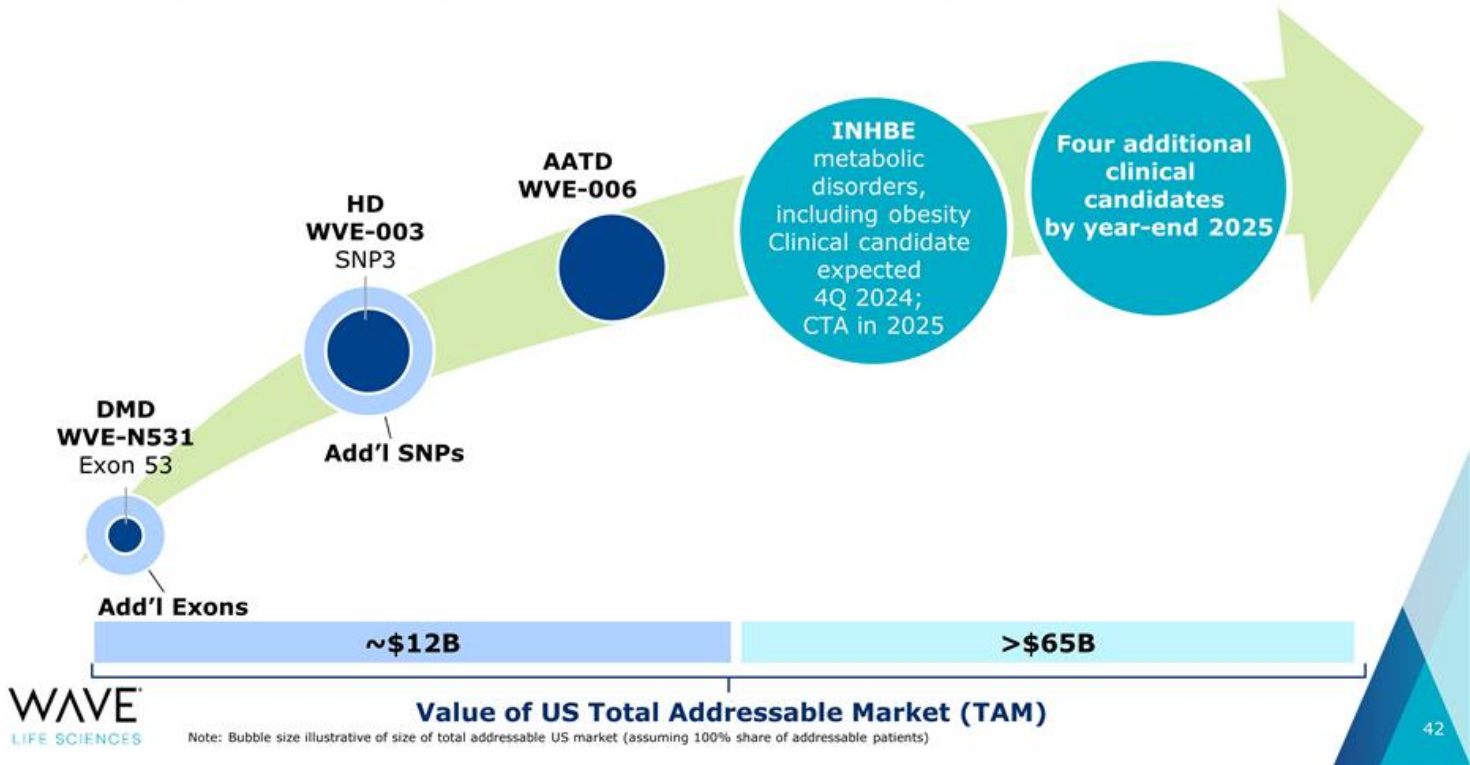 DMD
WVE-N531
Exon 53
Add'l Exons
HD
WVE-003
SNP3
Add'l SNPs
AATD
WVE-006
INHBE
metabolic
disorders,
including obesity
Clinical candidate
expected
4Q 2024;
CTA in 2025
Four additional
clinical
candidates
by year-end 2025
~$12B
>$65B
Value of US Total Addressable Market (TAM)
WAVE
LIFE SCIENCES
Note: Bubble size illustrative of size of total addressable US market (assuming 100% share of addressable patients)
42